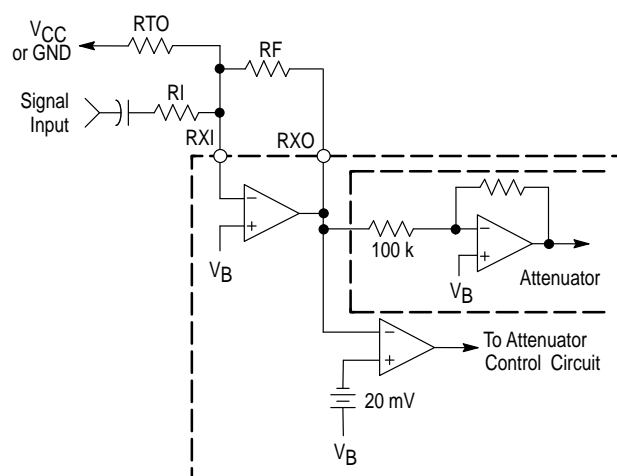 RTO
VCC
or GND
RF
RI
Signal
Input
RXI
RXO
VB
100 k
VB
Attenuator
20 mV
To Attenuator
Control Circuit
VB